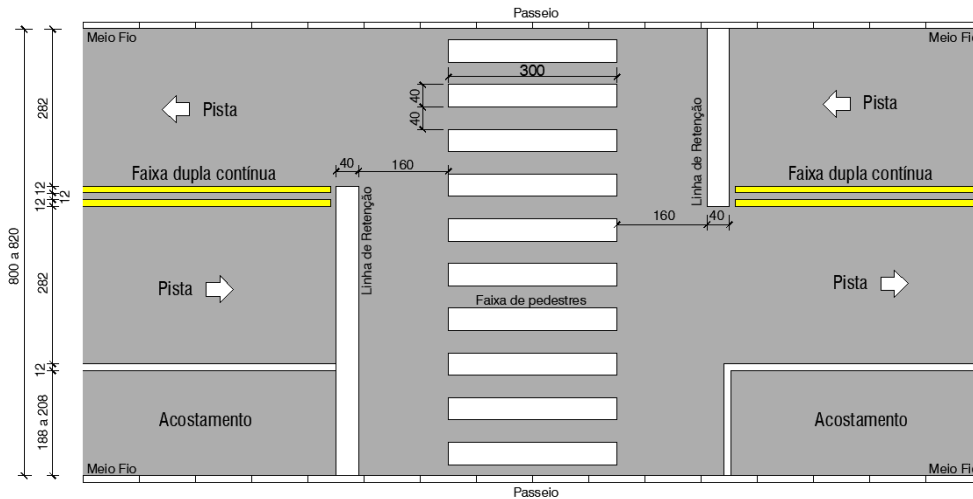 Passeio
Meio Fio
Meio Fio
300
40
40
282
Pista
Pista
Linha de Retenção
Faixa dupla contínua
40
160
Faixa dupla contínua
12
12
12
800 a 820
Linha de Retenção
160
40
282
Pista
Pista
Faixa de pedestres
12
188 a 208
Acostamento
Acostamento
Meio Fio
Meio Fio
Passeio